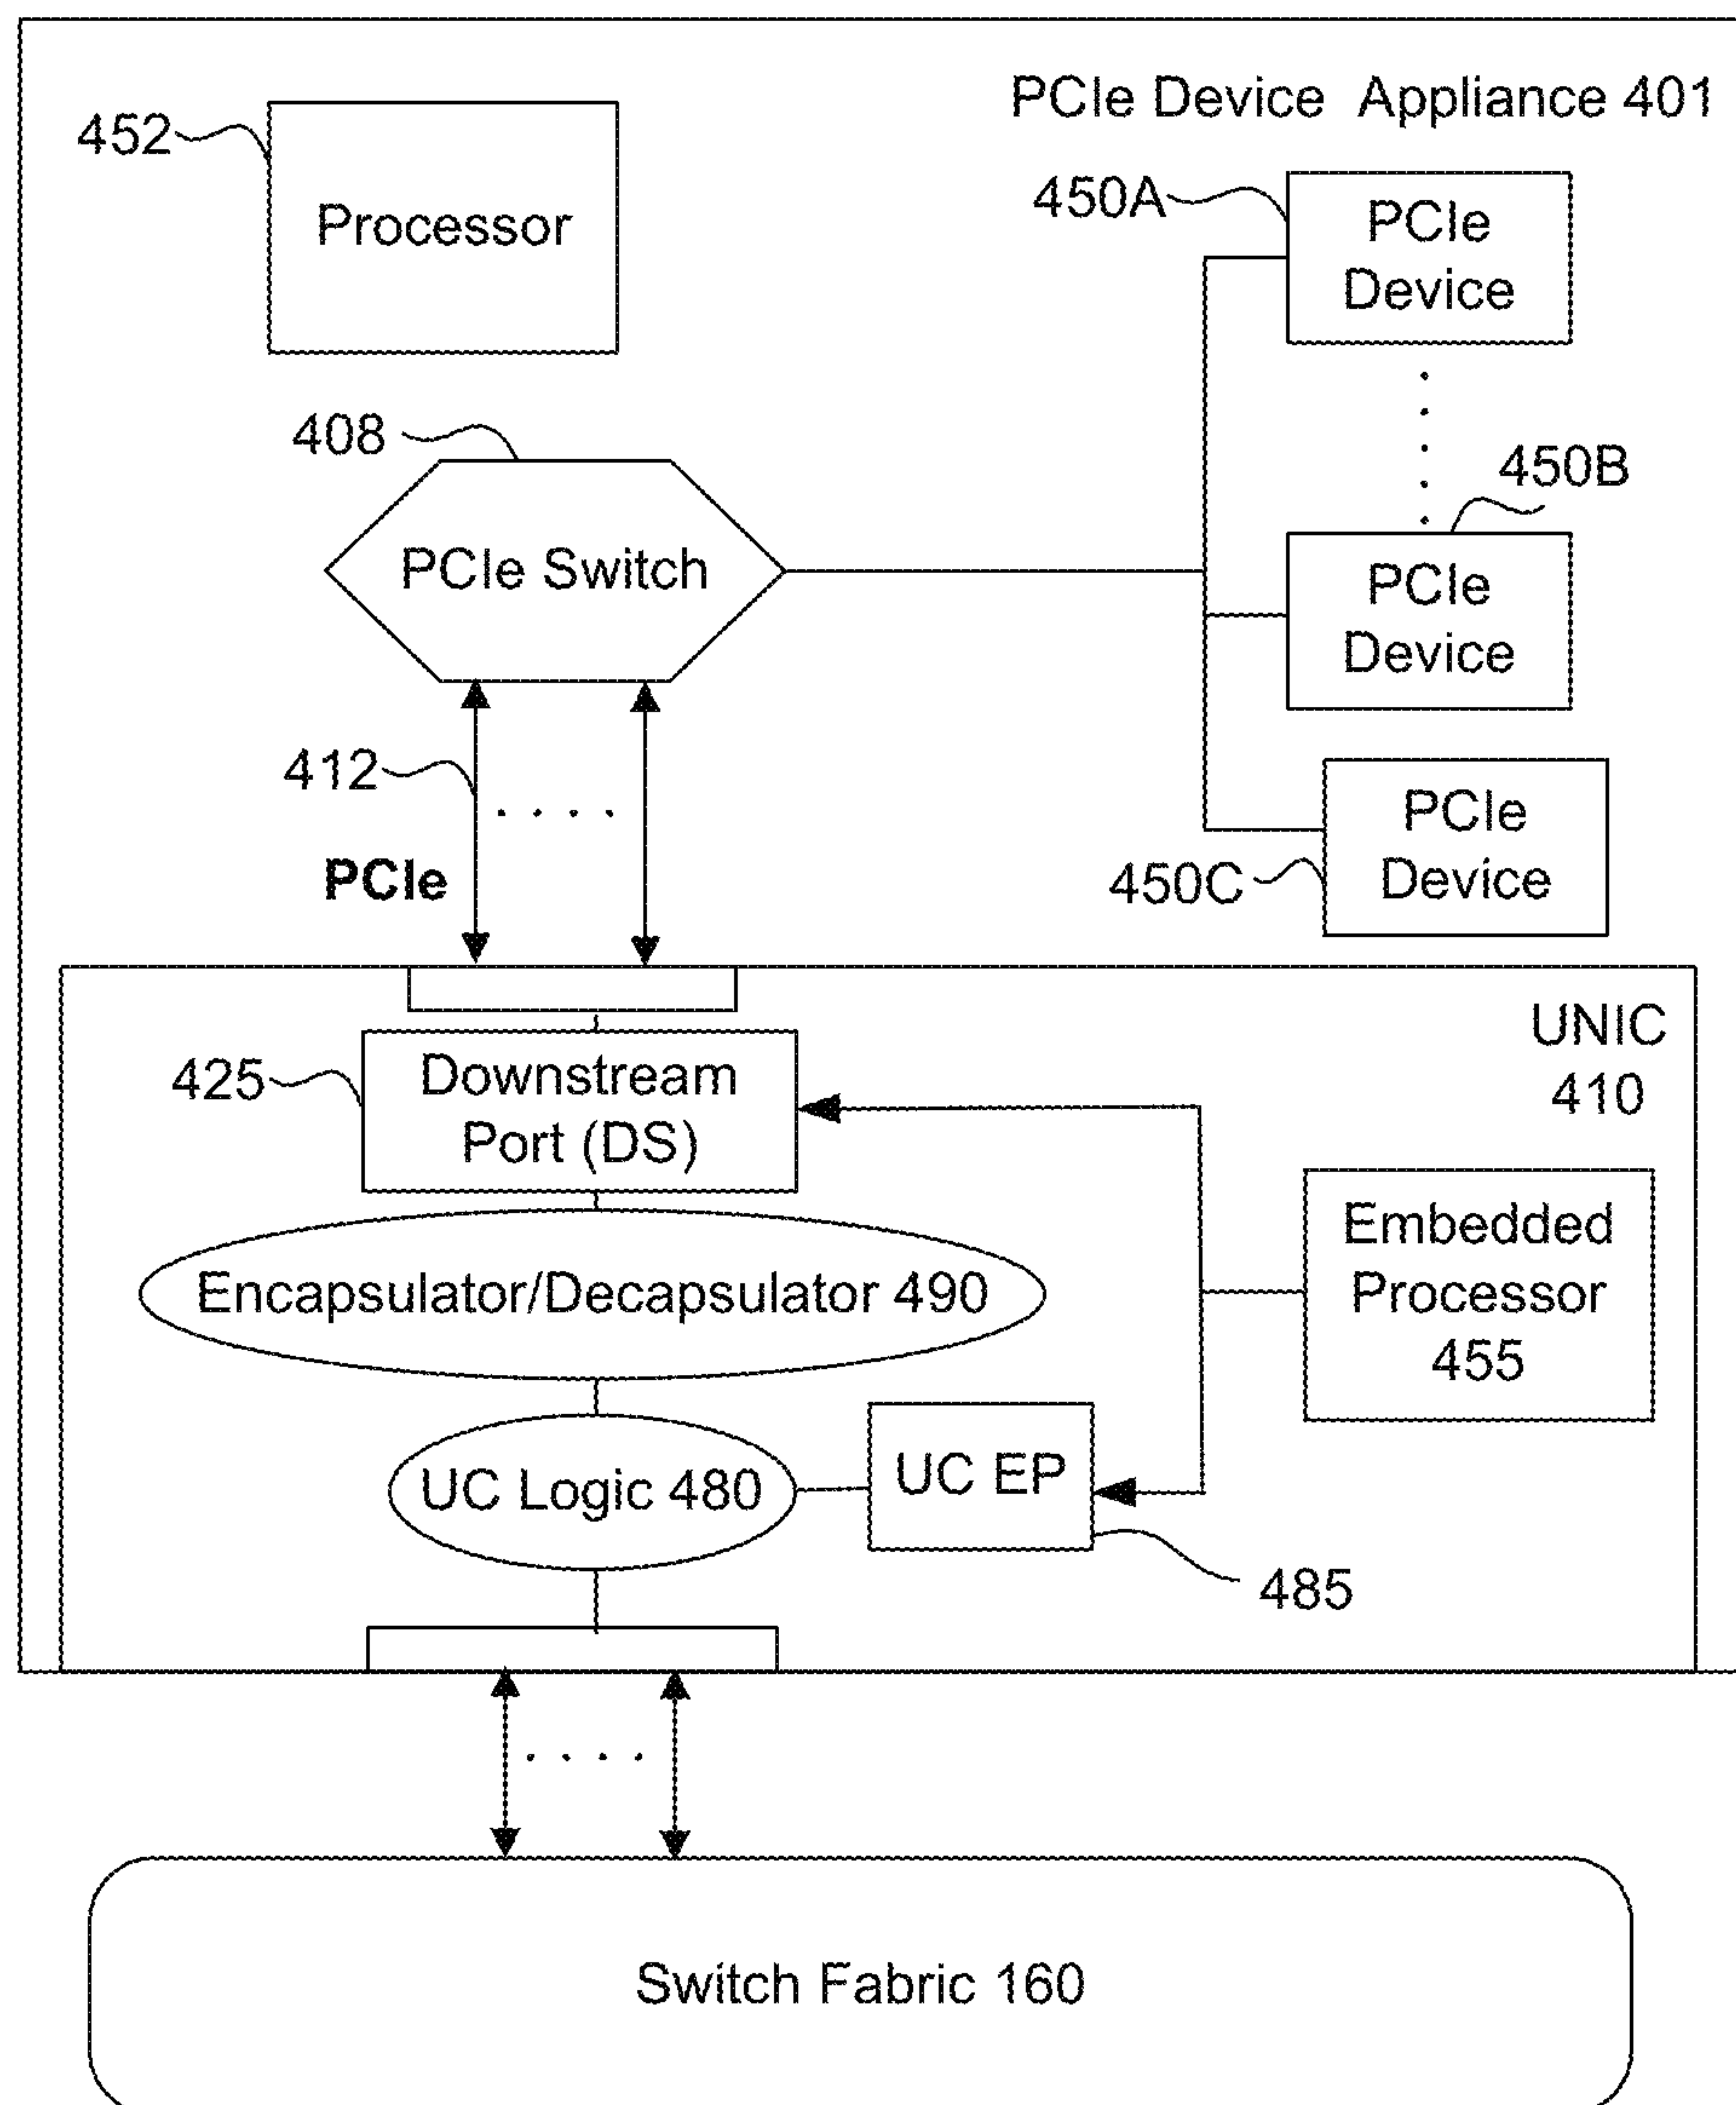 PCIe Device Appliance 401
452
Processor
450A
PCIe
Device
408
450B
PCIe Switch
PCIe
Device
412
PCIe
PCIe
Device
450C
UNIC
410
425
Downstream
Port (DS)
Embedded
Processor
455
Encapsulator/Decapsulator 490
UC Logic 480
UC EP
485
Switch Fabric 160